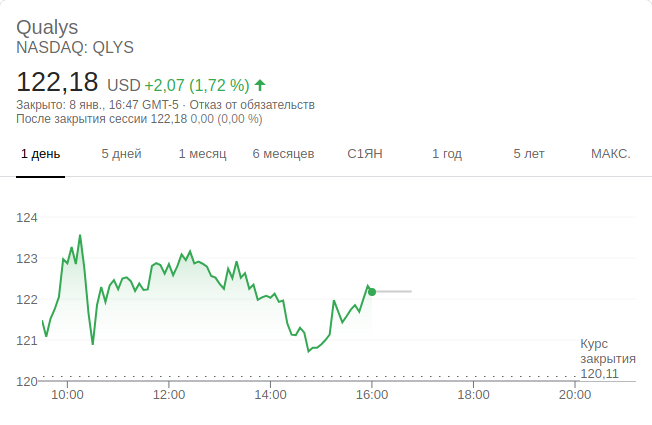 Qualys
NASDAQ: QLYS
122,18 USD +2,07 (1,72 %)
Закрыто: 8 янв., 16:47 GMT-5 · Отказ от обязательств
После закрытия сессии 122,18 0,00 (0,00 %)
1 день 5 дней 1 месяц 6 месяцев С1ЯН 1 год 5 лет МАКС.
124
123
122
121
Курс
закрытия
120,11
120
10:00 12:00 14:00 16:00 18:00 20:00